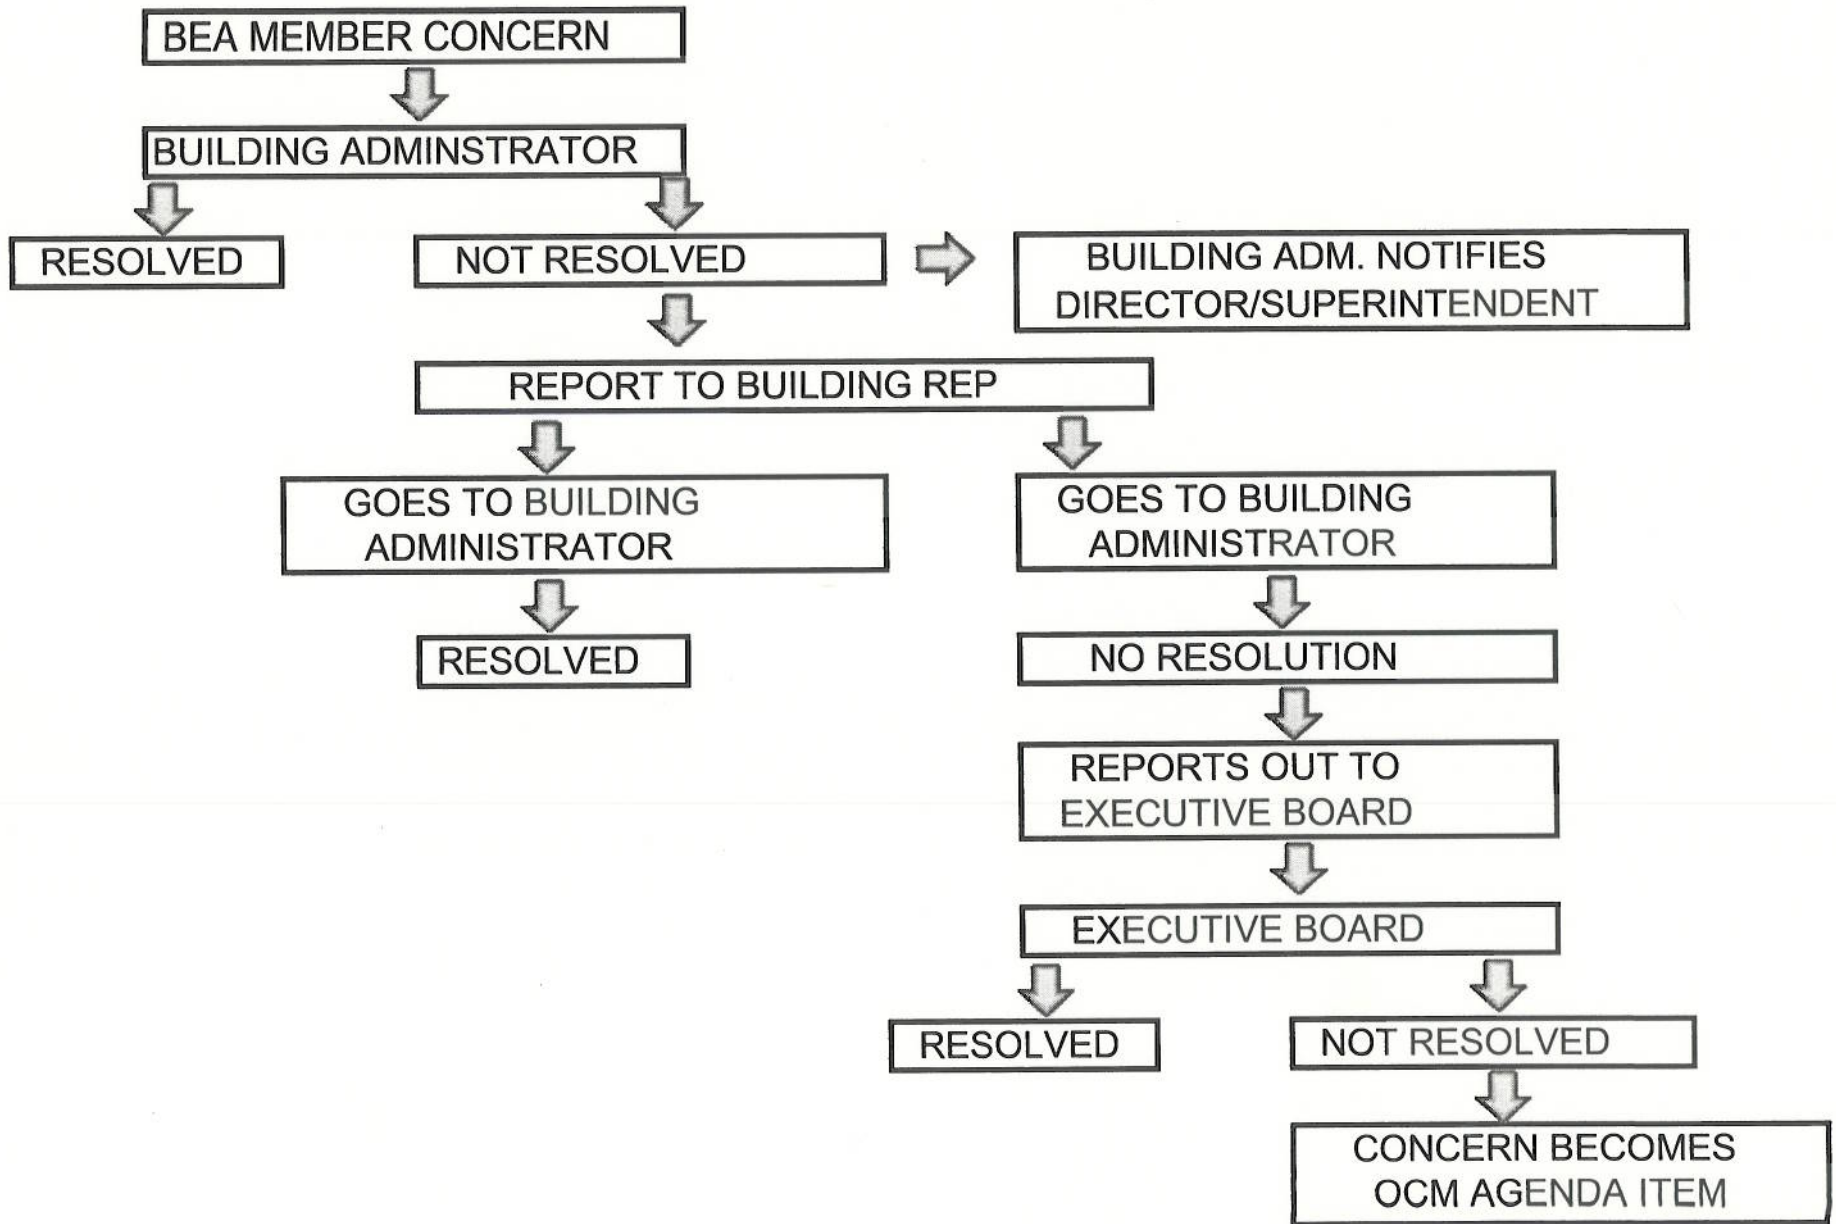 BEA MEMBER CONCERN
BUILDING ADMINSTRATOR
RESOLVED
NOT RESOLVED
BUILDING ADM. NOTIFIES
DIRECTOR/SUPERINTENDENT
REPORT TO BUILDING REP
GOES TO BUILDING
ADMINISTRATOR
RESOLVED
GOES TO BUILDING
ADMINISTRATOR
NO RESOLUTION
REPORTS OUT TO
EXECUTIVE BOARD
EXECUTIVE BOARD
RESOLVED
NOT RESOLVED
CONCERN BECOMES
OCM AGENDA ITEM